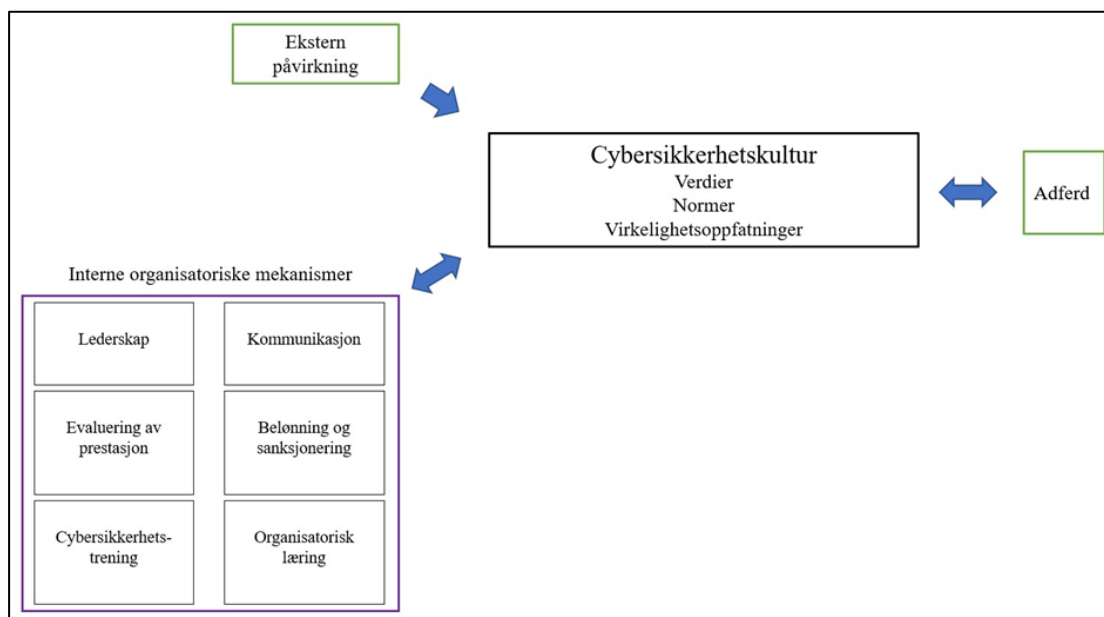 Ekstern
påvirkning
Cybersikkerhetskultur
Verdier
Normer
Virkelighetsoppfatninger
Adferd
Interne organisatoriske mekanismer
Lederskap
Kommunikasjon
Evaluering av
prestasjon
Belønning og
sanksjonering
Cybersikkerhets-
trening
Organisatorisk
læring